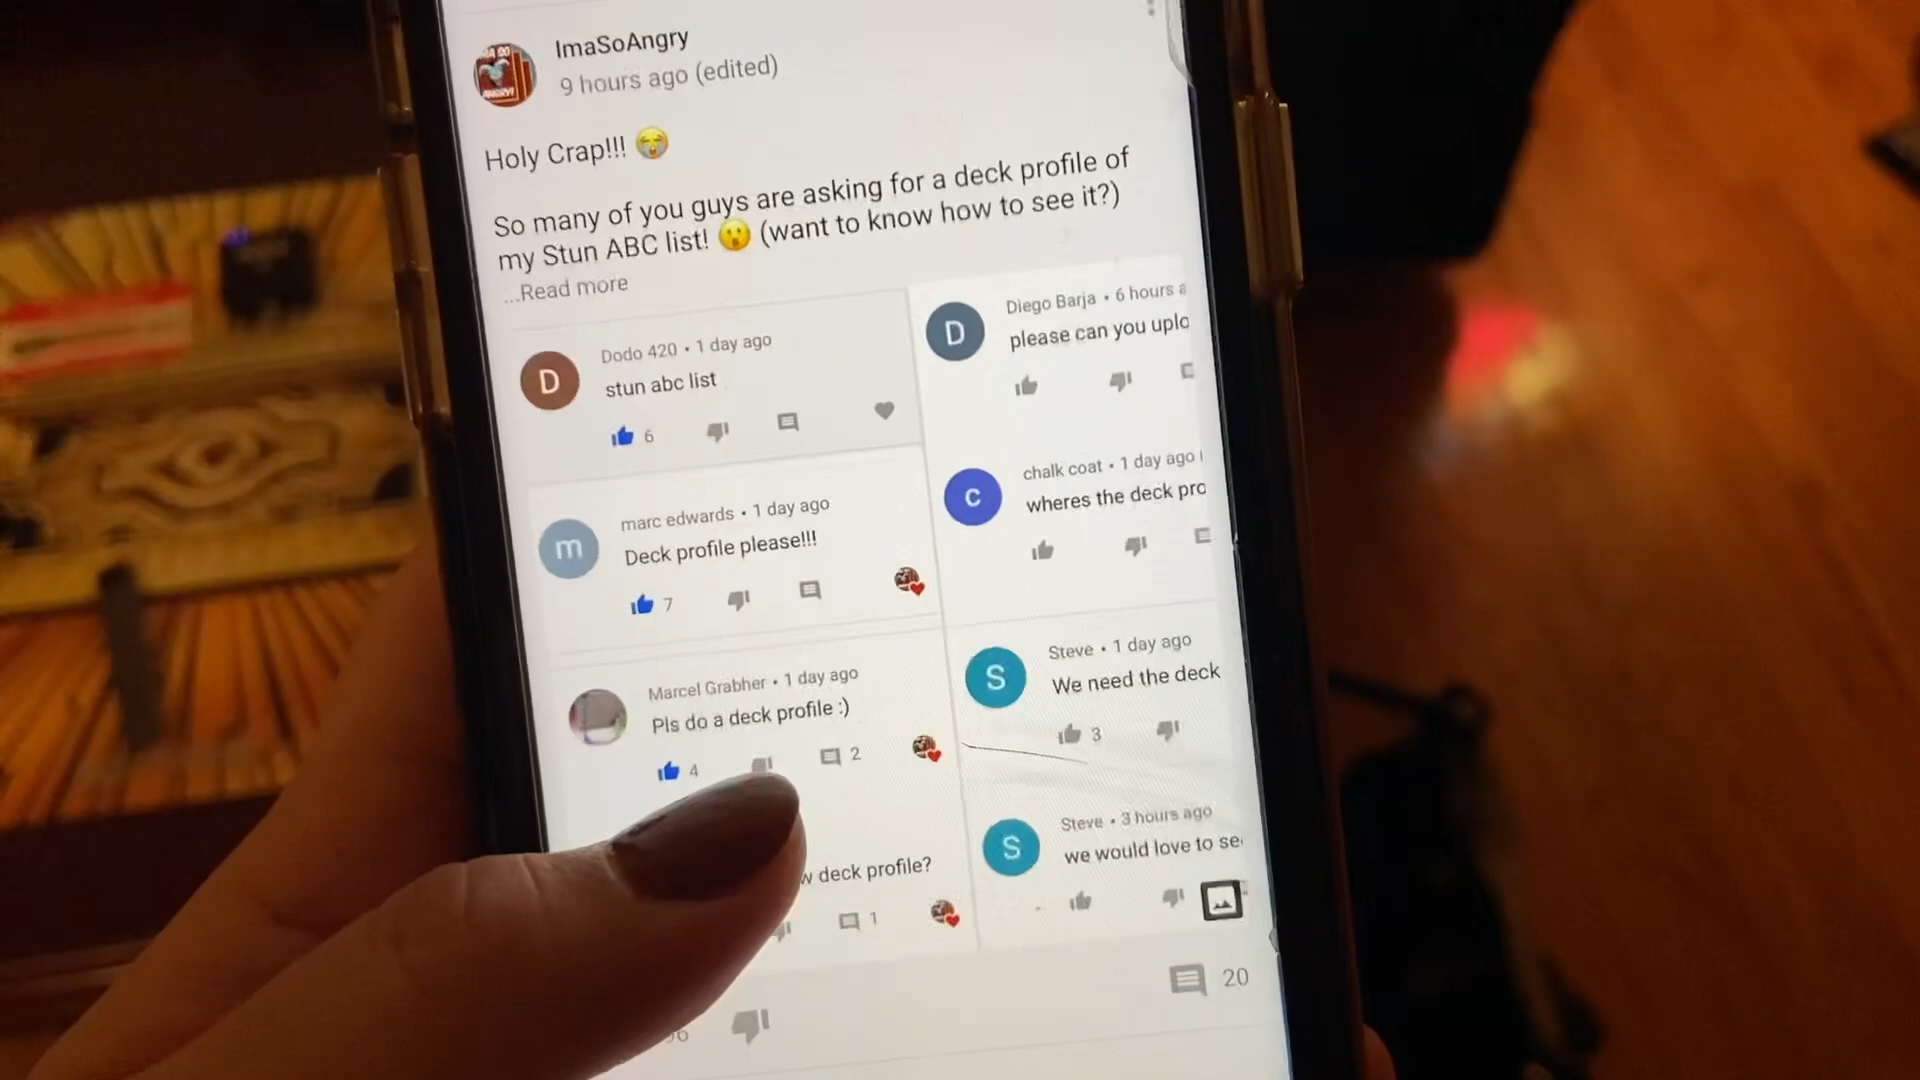 ImaSoAngry
9 hours ago (edited)
Holy Crap!!! 😭
So many of you guys are asking for a deck profile of
my Stun ABC list! 😮 (want to know how to see it?)
...Read more
D
Dodo 420 • 1 day ago
stun abc list
6
m
marc edwards • 1 day ago
Deck profile please!!!
7
Marcel Grabher • 1 day ago
Pls do a deck profile :)
4
2
w deck profile?
1
D
Diego Barja • 6 hours a
please can you uplo
c
chalk coat • 1 day ago
wheres the deck pro
S
Steve • 1 day ago
We need the deck
3
S
Steve • 3 hours ago
we would love to se
20